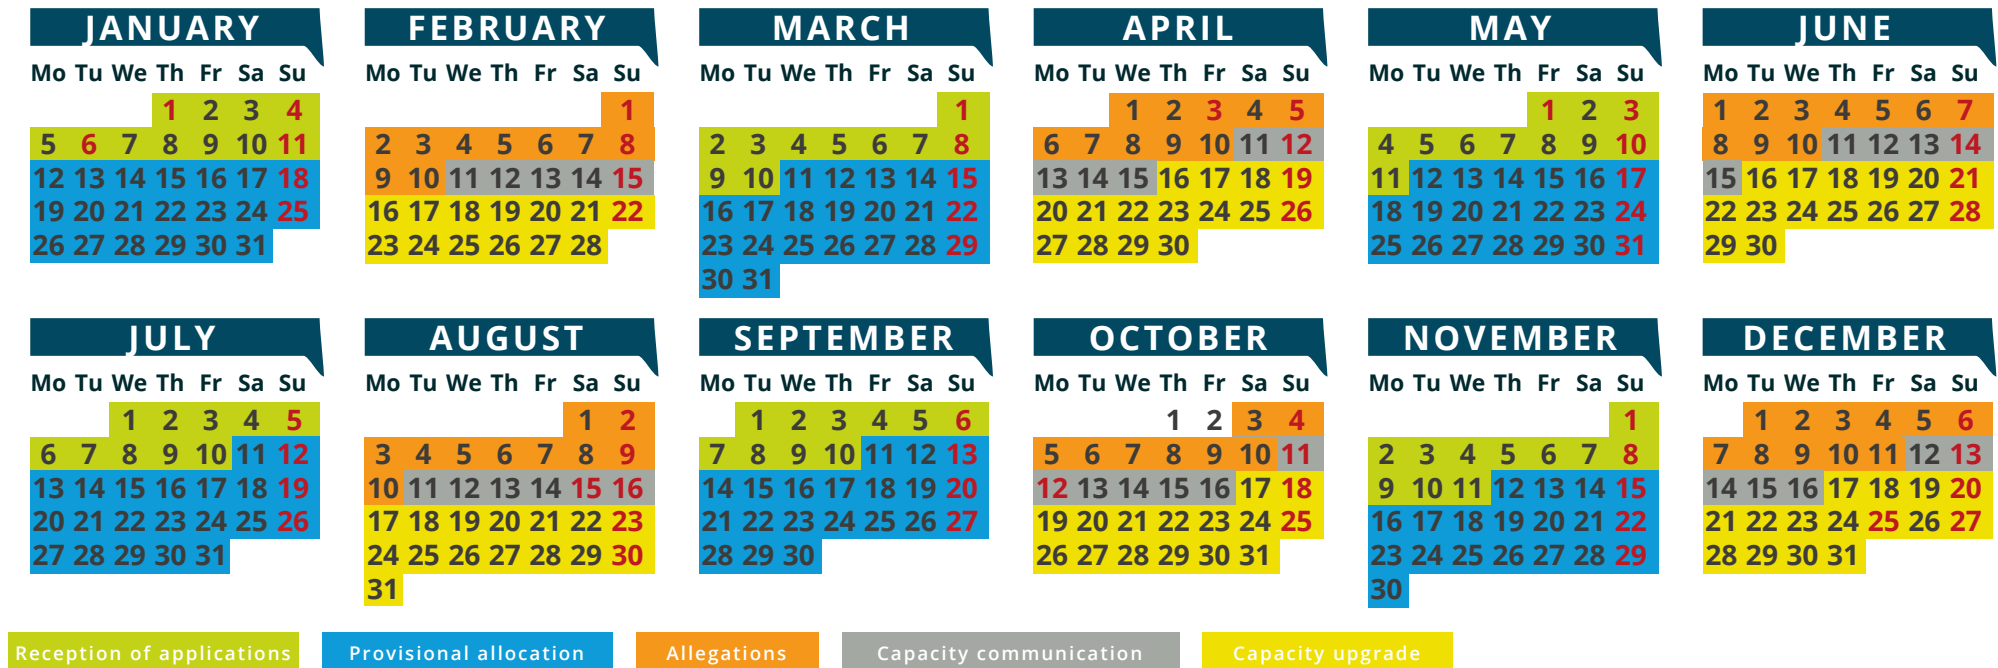 JANUARY FEBRUARY MARCH APRIL MAY JUNE
Mo Tu We Th Fr Sa Su Mo Tu We Th Fr Sa Su Mo Tu We Th Fr Sa Su Mo Tu We Th Fr Sa Su Mo Tu We Th Fr Sa Su Mo Tu We Th Fr Sa Su
1 2 3 4 1 1 1 2 3 4 5 1 2 3 1 2 3 4 5 6 7
5 6 7 8 9 10 11 2 3 4 5 6 7 8 2 3 4 5 6 7 8 6 7 8 9 10 11 12 4 5 6 7 8 9 10 8 9 10 11 12 13 14
12 13 14 15 16 17 18 9 10 11 12 13 14 15 9 10 11 12 13 14 15 13 14 15 16 17 18 19 11 12 13 14 15 16 17 15 16 17 18 19 20 21
19 20 21 22 23 24 25 16 17 18 19 20 21 22 16 17 18 19 20 21 22 20 21 22 23 24 25 26 18 19 20 21 22 23 24 22 23 24 25 26 27 28
26 27 28 29 30 31 23 24 25 26 27 28 23 24 25 26 27 28 29 27 28 29 30 25 26 27 28 29 30 31 29 30
30 31
JULY AUGUST SEPTEMBER OCTOBER NOVEMBER DECEMBER
Mo Tu We Th Fr Sa Su Mo Tu We Th Fr Sa Su Mo Tu We Th Fr Sa Su Mo Tu We Th Fr Sa Su Mo Tu We Th Fr Sa Su Mo Tu We Th Fr Sa Su
1 2 3 4 5 1 2 1 2 3 4 5 6 1 2 3 4 1 1 2 3 4 5 6
6 7 8 9 10 11 12 3 4 5 6 7 8 9 7 8 9 10 11 12 13 5 6 7 8 9 10 11 2 3 4 5 6 7 8 7 8 9 10 11 12 13
13 14 15 16 17 18 19 10 11 12 13 14 15 16 14 15 16 17 18 19 20 12 13 14 15 16 17 18 9 10 11 12 13 14 15 14 15 16 17 18 19 20
20 21 22 23 24 25 26 17 18 19 20 21 22 23 21 22 23 24 25 26 27 19 20 21 22 23 24 25 16 17 18 19 20 21 22 21 22 23 24 25 26 27
27 28 29 30 31 24 25 26 27 28 29 30 28 29 30 26 27 28 29 30 31 23 24 25 26 27 28 29 28 29 30 31
31 30
Reception of applications Provisional allocation Allegations Capacity communication Capacity upgrade